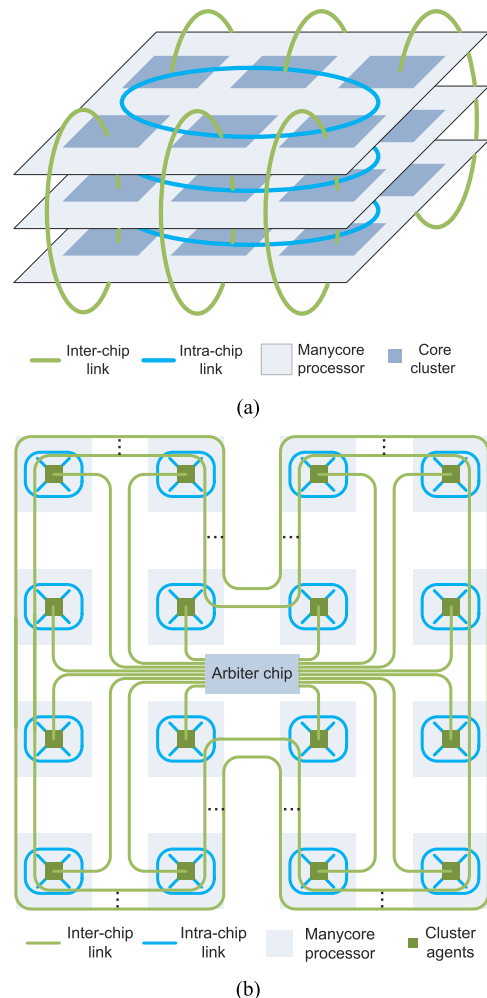 Inter-chip link
Intra-chip link
Manycore processor
Core cluster
(a)
Arbiter chip
Inter-chip link
Intra-chip link
Manycore processor
Cluster agents
(b)